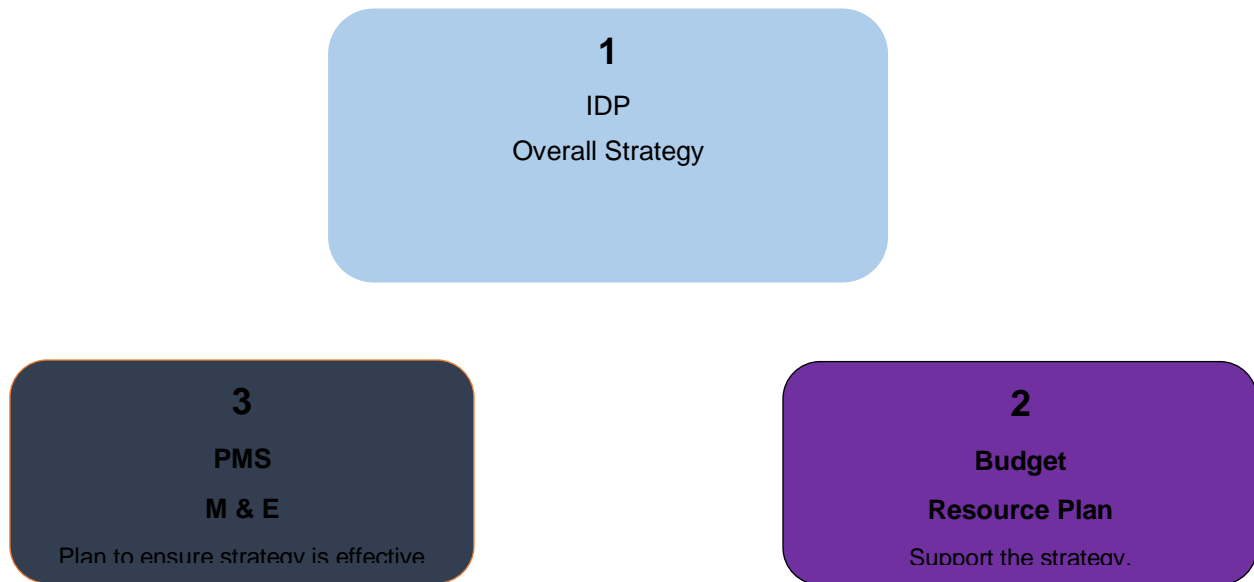 1
IDP
Overall Strategy
3
PMS
M & E
Plan to ensure strategy is effective
2
Budget
Resource Plan
Support the strategy.